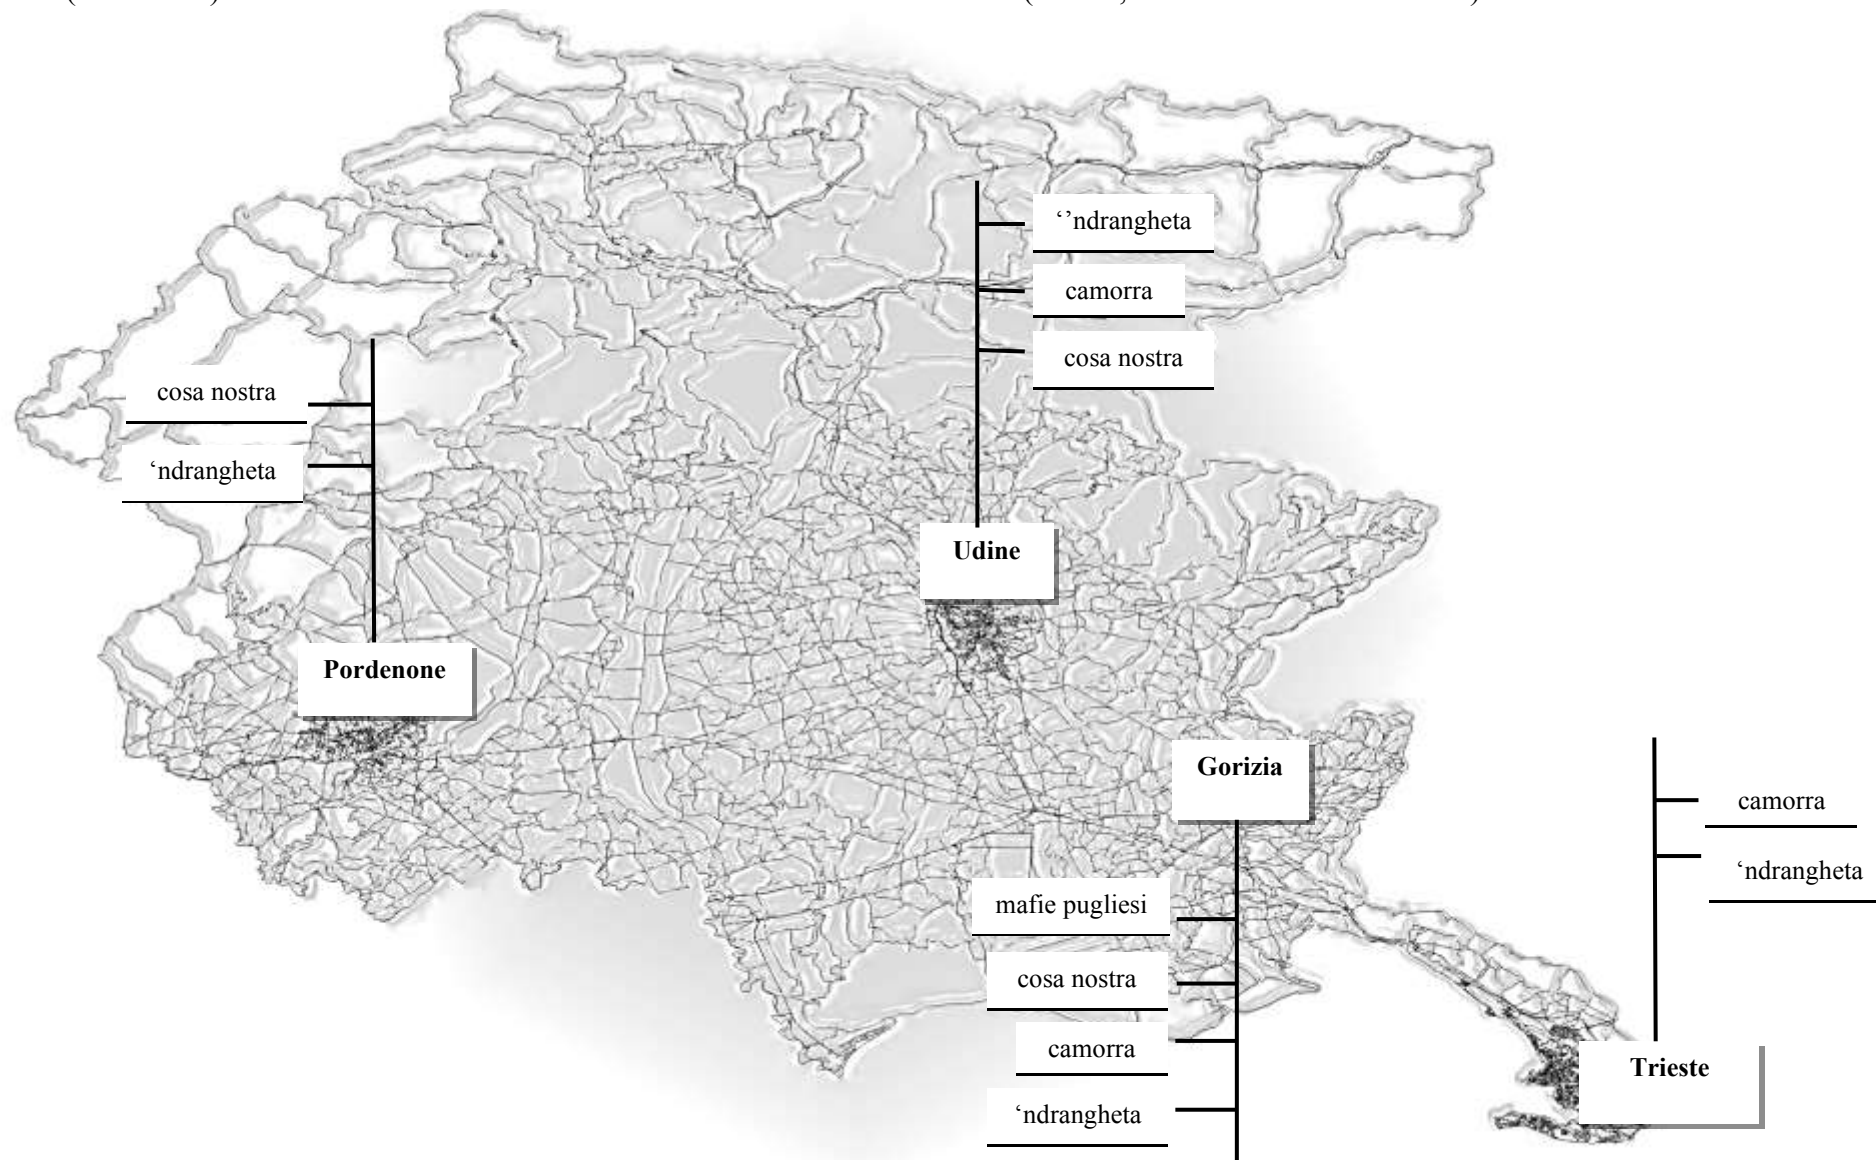 ‘’ndrangheta
camorra
cosa nostra
cosa nostra
‘ndrangheta
Udine
Pordenone
Gorizia
camorra
‘ndrangheta
mafie pugliesi
cosa nostra
camorra
‘ndrangheta
Trieste